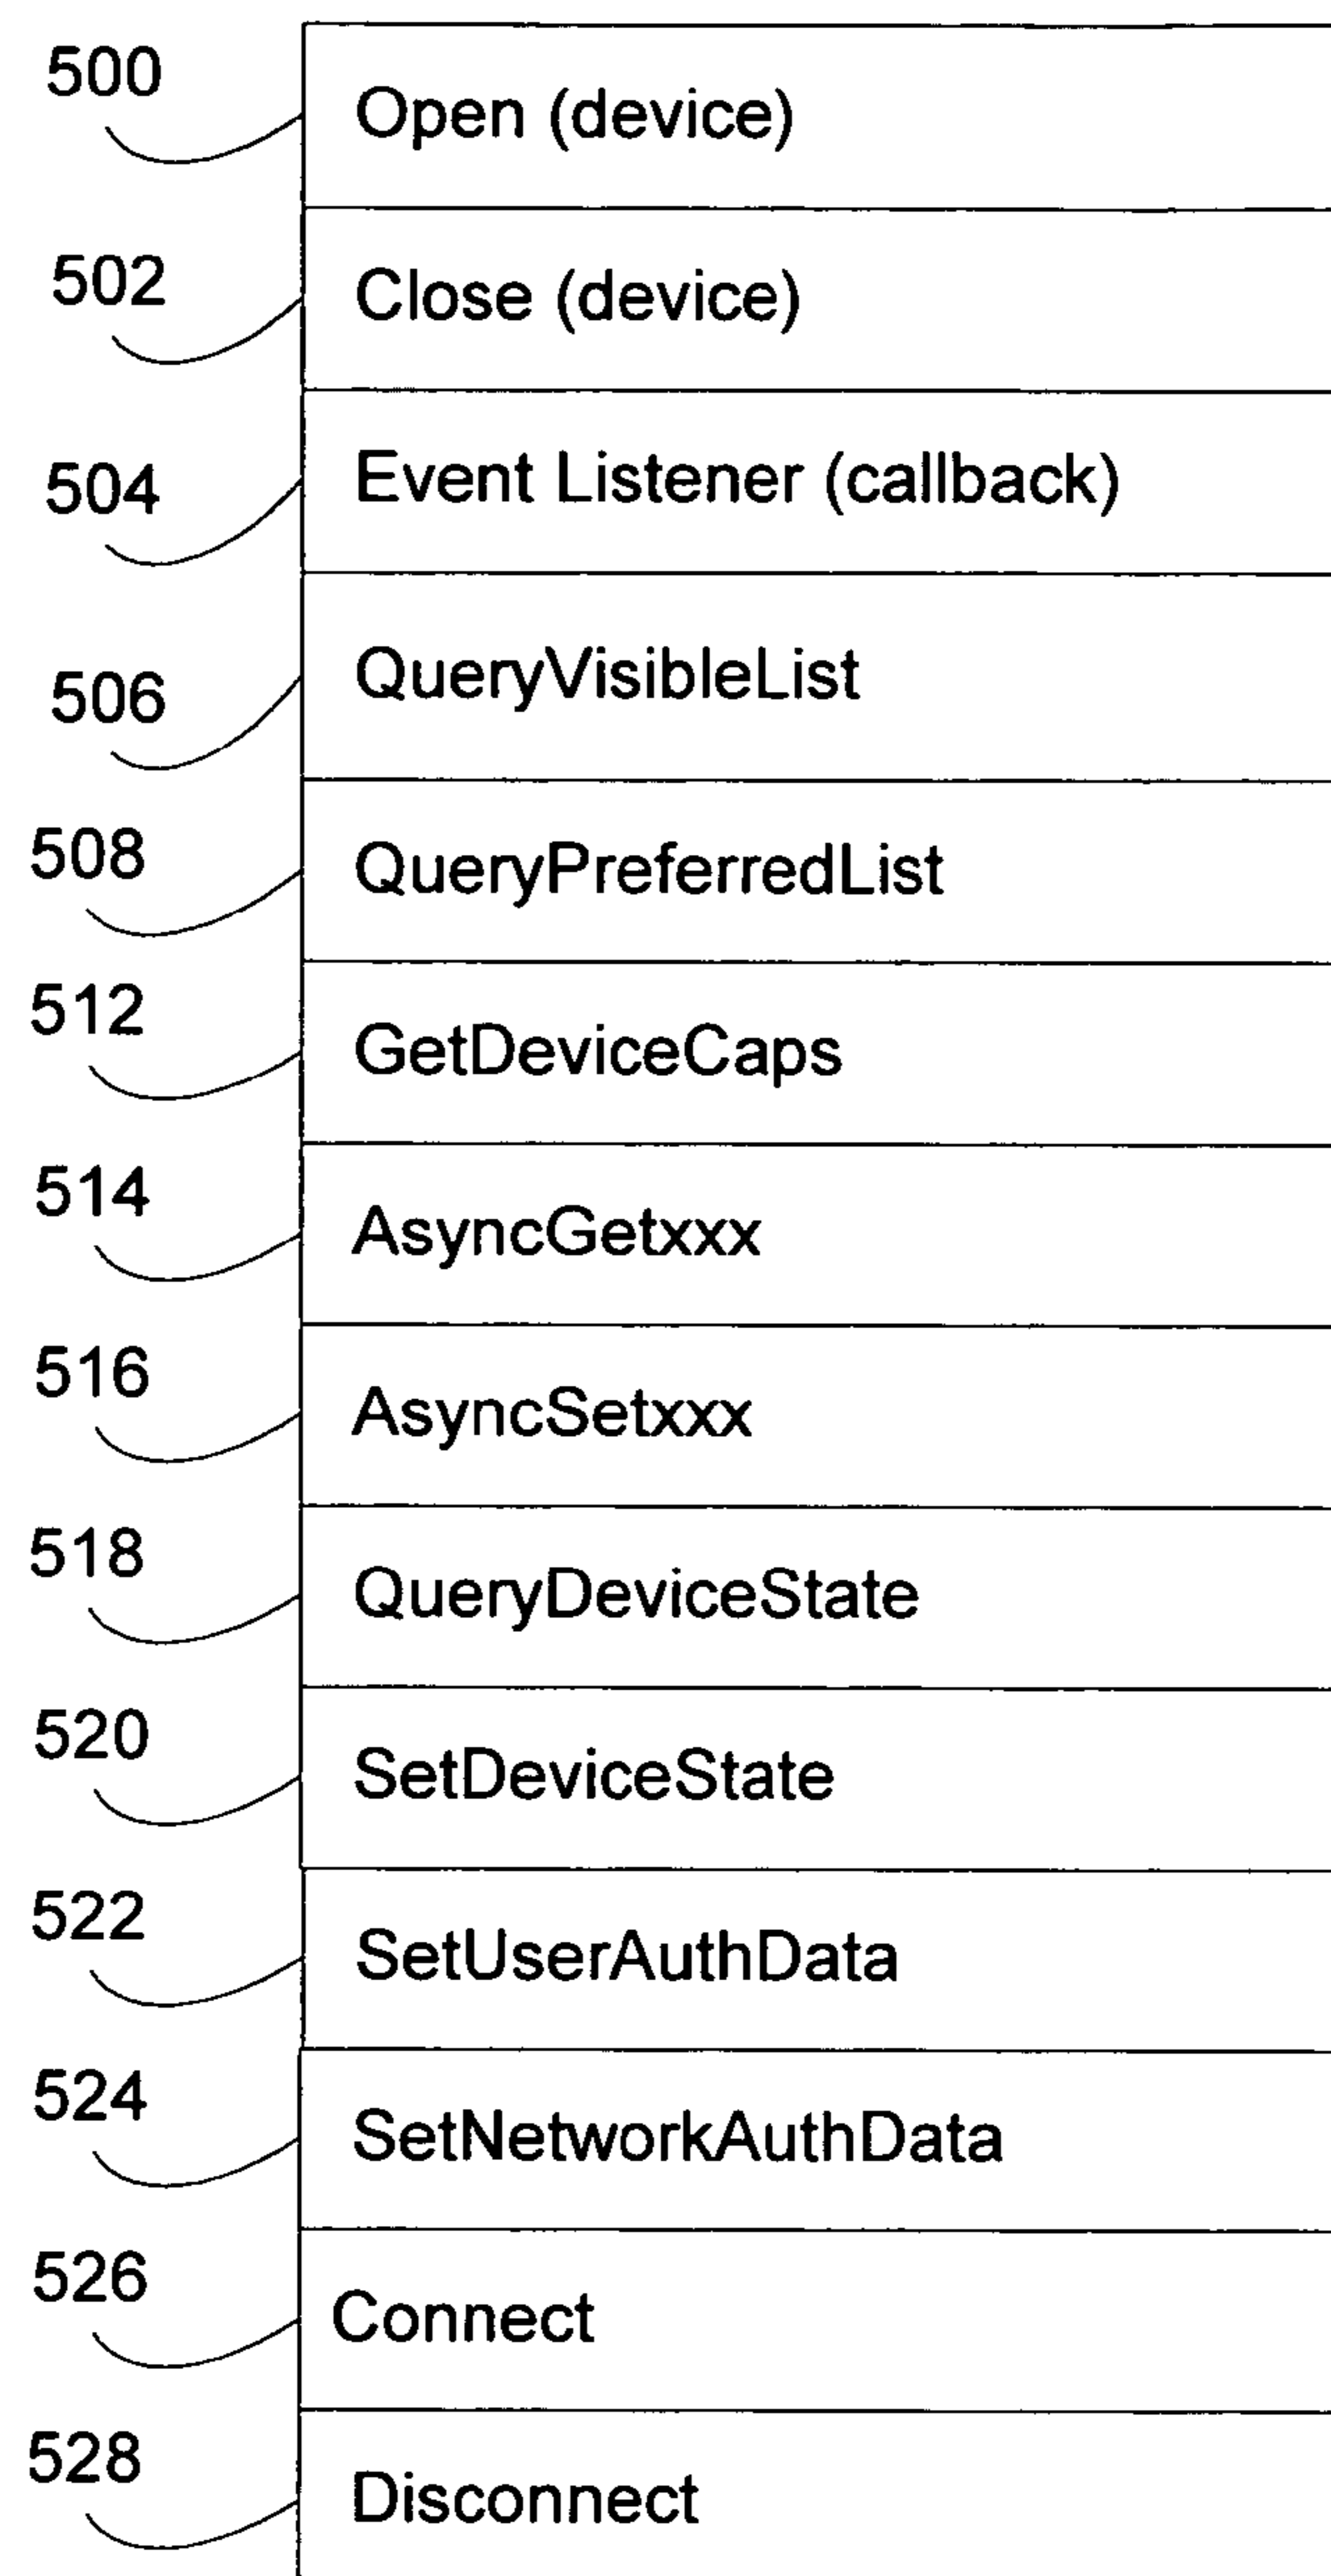 500
Open (device)
502
Close (device)
504
Event Listener (callback)
506
QueryVisibleList
508
QueryPreferredList
512
GetDeviceCaps
514
AsyncGetxxx
516
AsyncSetxxx
518
QueryDeviceState
520
SetDeviceState
522
SetUserAuthData
524
SetNetworkAuthData
526
Connect
528
Disconnect